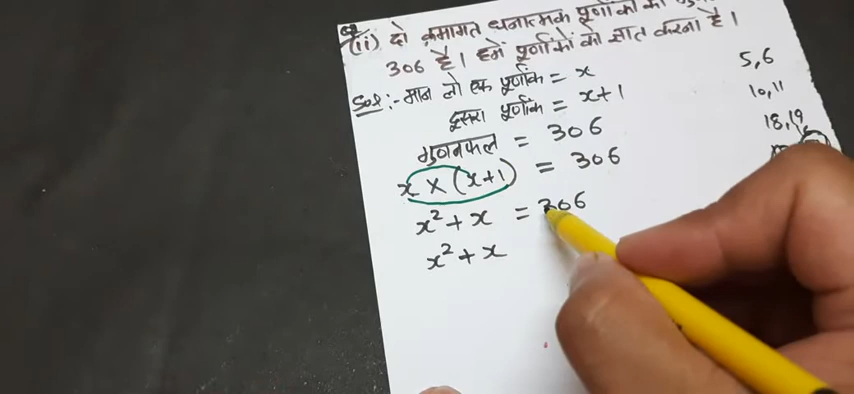 (ii) दो क्रमागत धनात्मक पूर्णांकों का
306 है। हमें पूर्णांकों को ज्ञात करना है।
Sol:- मान लो एक पूर्णांक = x
दूसरा पूर्णांक = x+1
गुणनफल = 306
x × (x+1) = 306
x² + x = 306
x² + x
5, 6
10, 11
18, 19